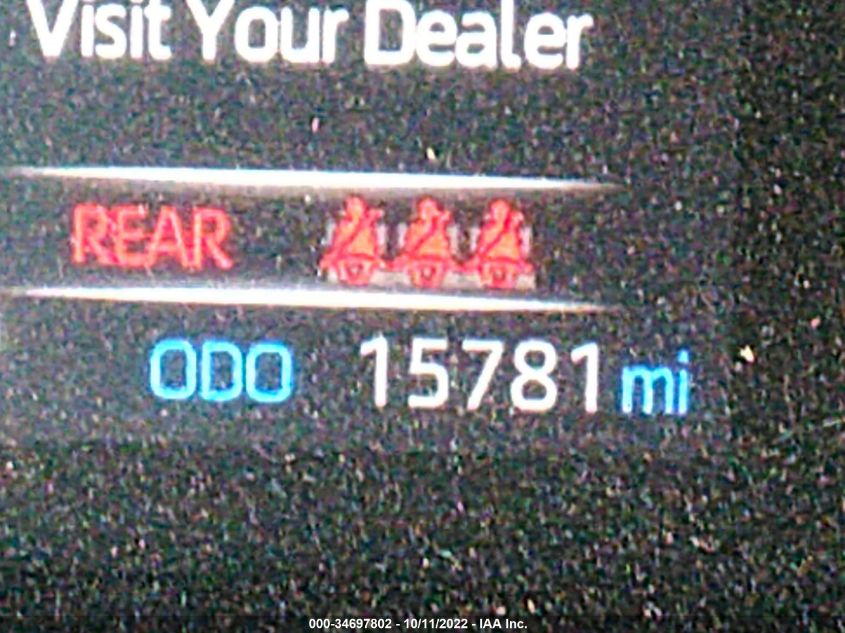 Visit Your Dealer
REAR
ODO 15781 mi
000-34697802 - 10/11/2022 - IAA Inc.